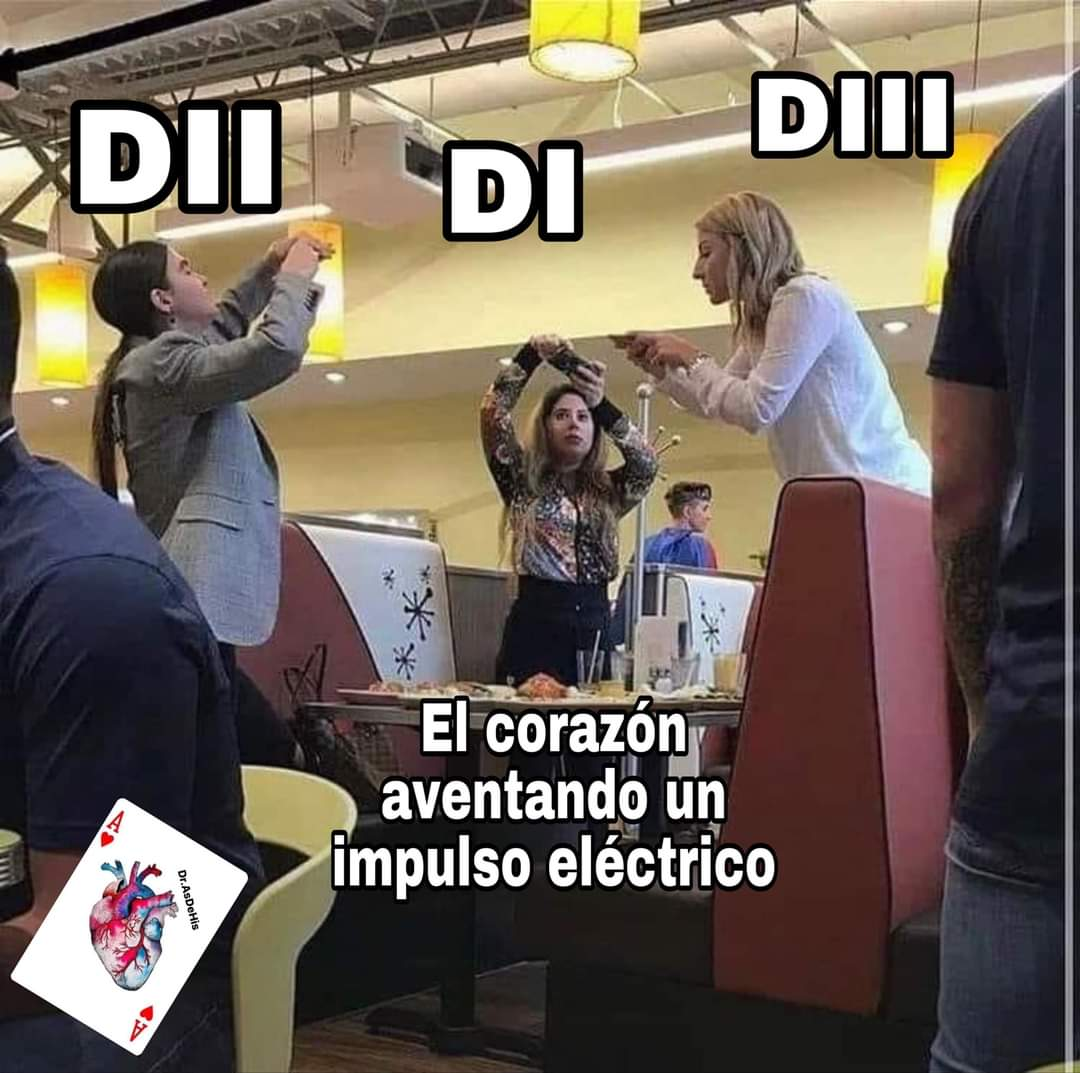 DII
DI
DIII
El corazón
aventando un
impulso eléctrico
A
Dr.AsDeHis
A